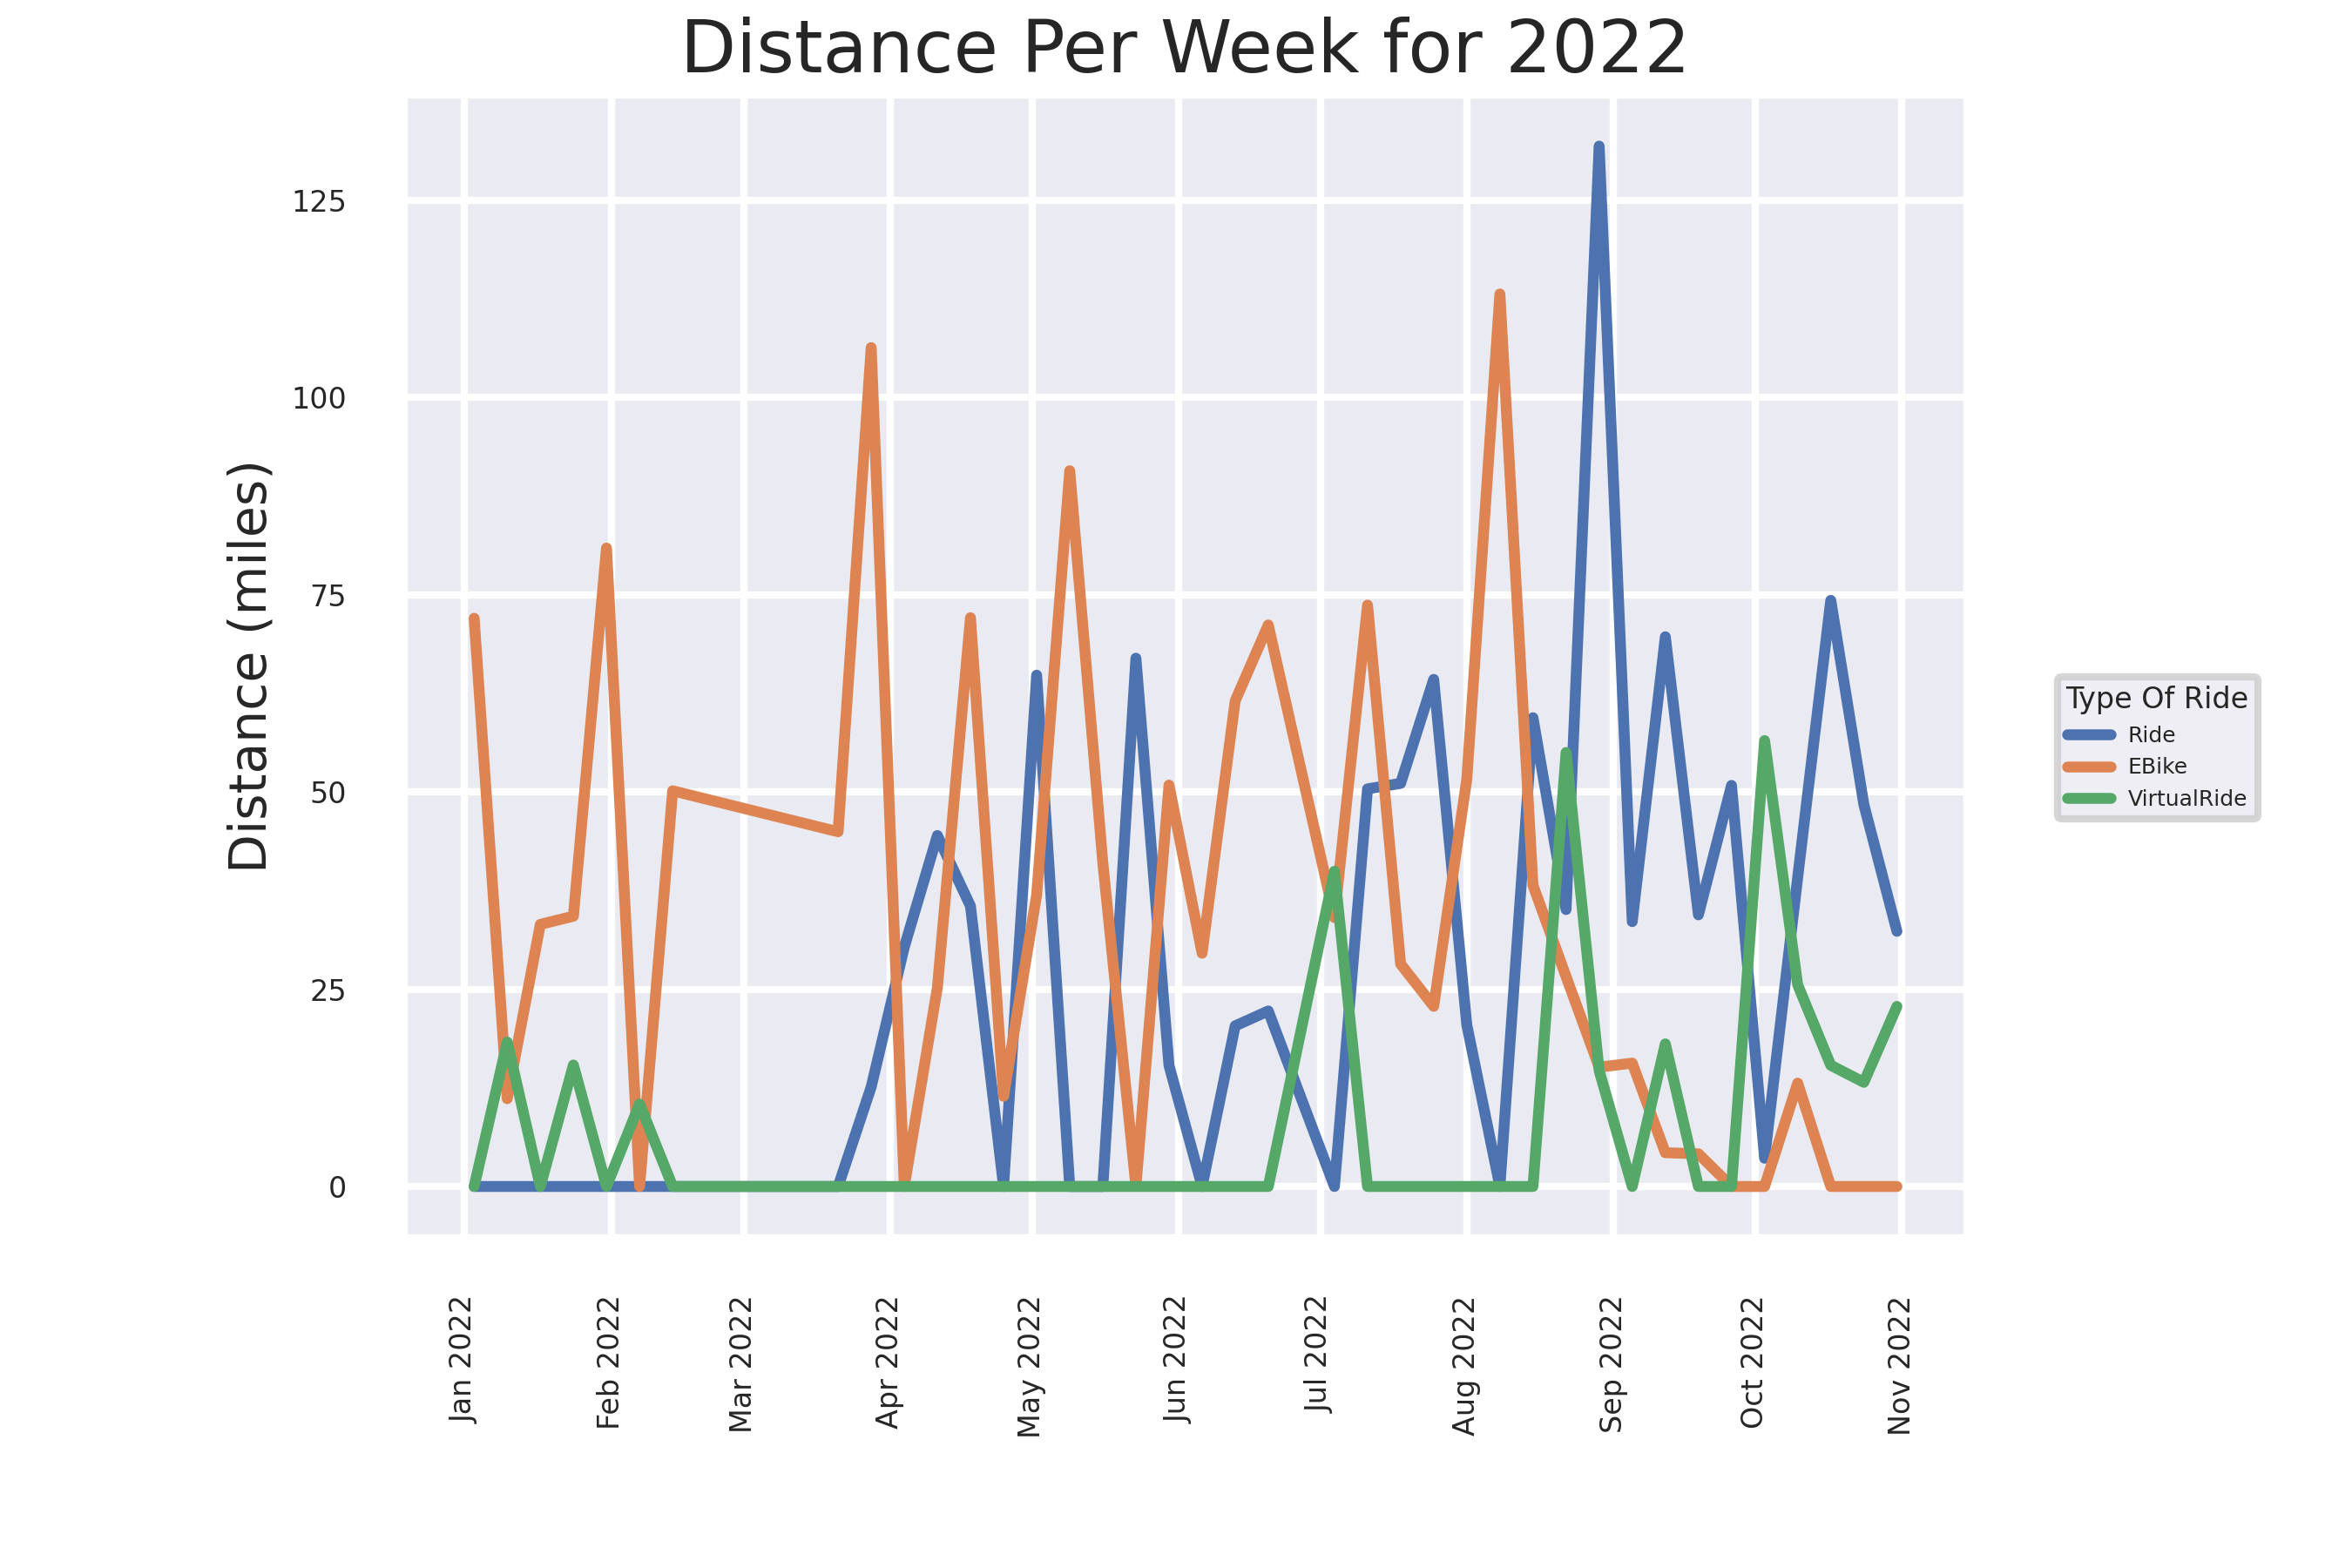 Distance Per Week for 2022
Distance (miles)
125
100
75
50
25
0
Jan 2022
Feb 2022
Mar 2022
Apr 2022
May 2022
Jun 2022
Jul 2022
Aug 2022
Sep 2022
Oct 2022
Nov 2022
Type Of Ride
Ride
EBike
VirtualRide